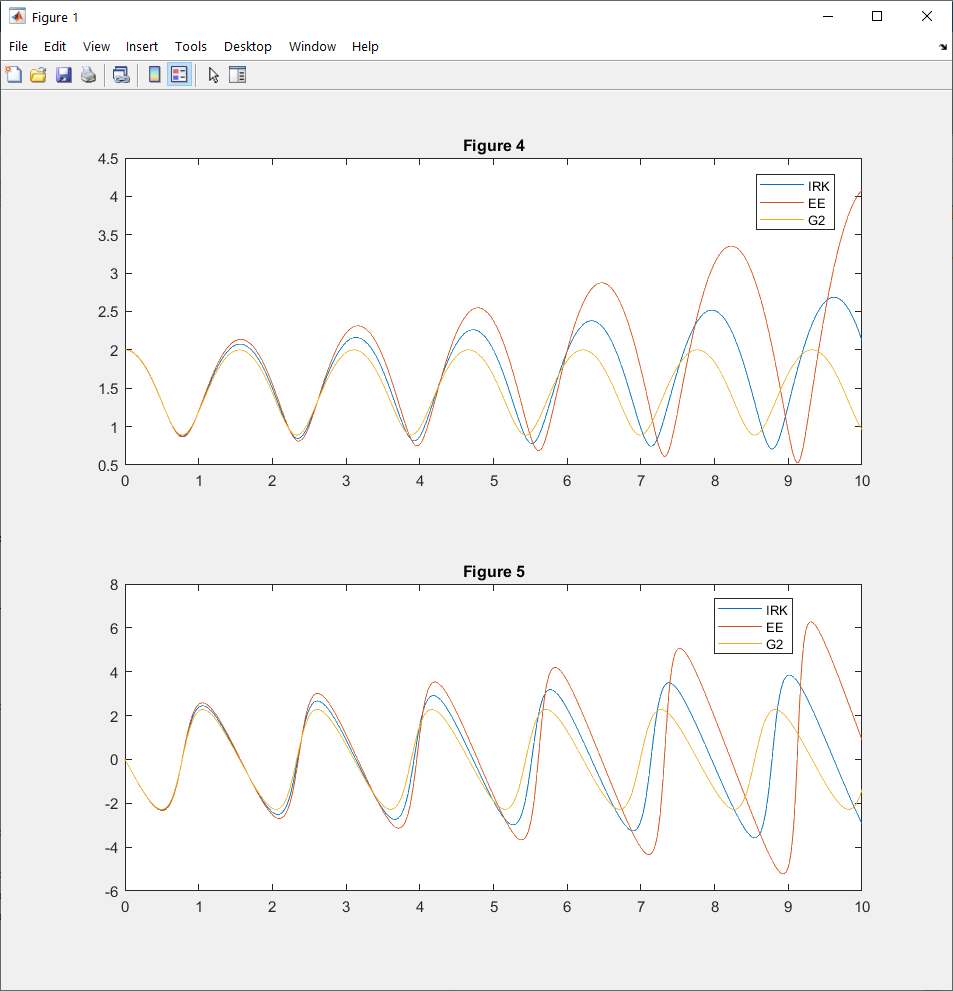 Figure 1
File Edit View Insert Tools Desktop Window Help
Figure 4
4.5
4
3.5
3
2.5
2
1.5
1
0.5
0 1 2 3 4 5 6 7 8 9 10
IRK
EE
G2
Figure 5
8
6
4
2
0
-2
-4
-6
0 1 2 3 4 5 6 7 8 9 10
IRK
EE
G2